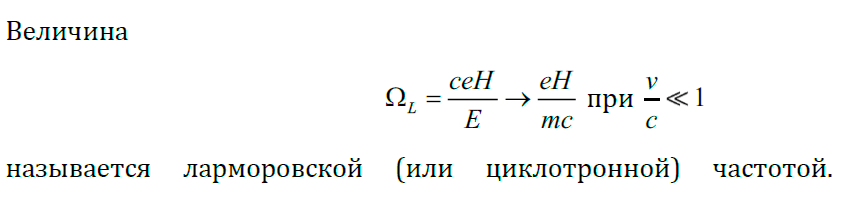 Величина
Ω_L = ceH/E → eH/mc при v/c ≪ 1
называется ларморовской (или циклотронной) частотой.